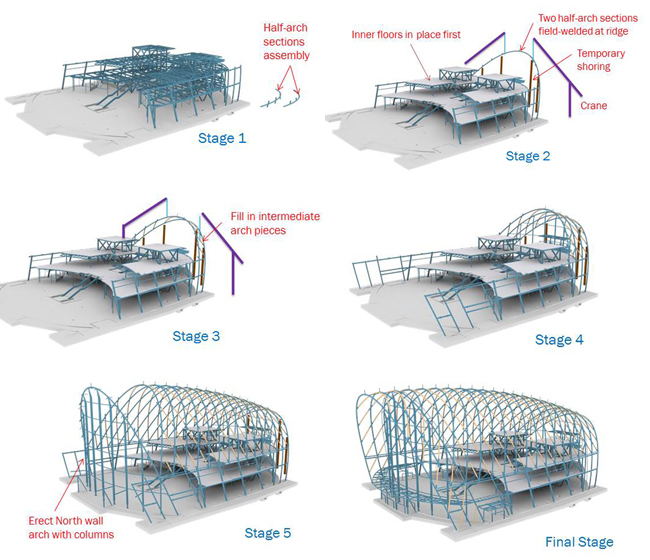 Half-arch
sections
assembly
Stage 1
Inner floors in place first
Two half-arch sections
field-welded at ridge
Temporary
shoring
Crane
Stage 2
Fill in intermediate
arch pieces
Stage 3
Stage 4
Erect North wall
arch with columns
Stage 5
Final Stage